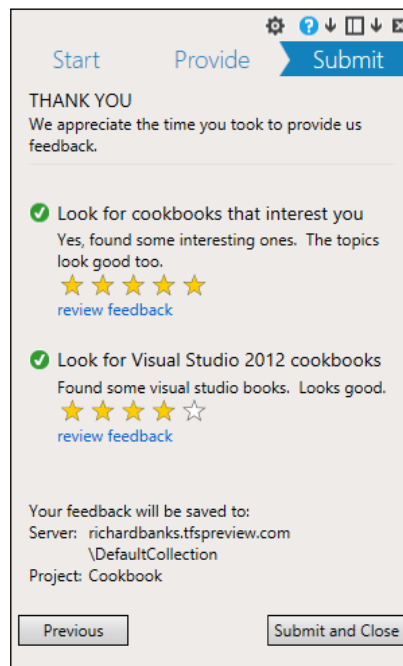 ?
Start Provide Submit
THANK YOU
We appreciate the time you took to provide us
feedback.
Look for cookbooks that interest you
Yes, found some interesting ones.  The topics
look good too.
review feedback
Look for Visual Studio 2012 cookbooks
Found some visual studio books.  Looks good.
review feedback
Your feedback will be saved to:
Server: richardbanks.tfspreview.com
\DefaultCollection
Project: Cookbook
Previous Submit and Close